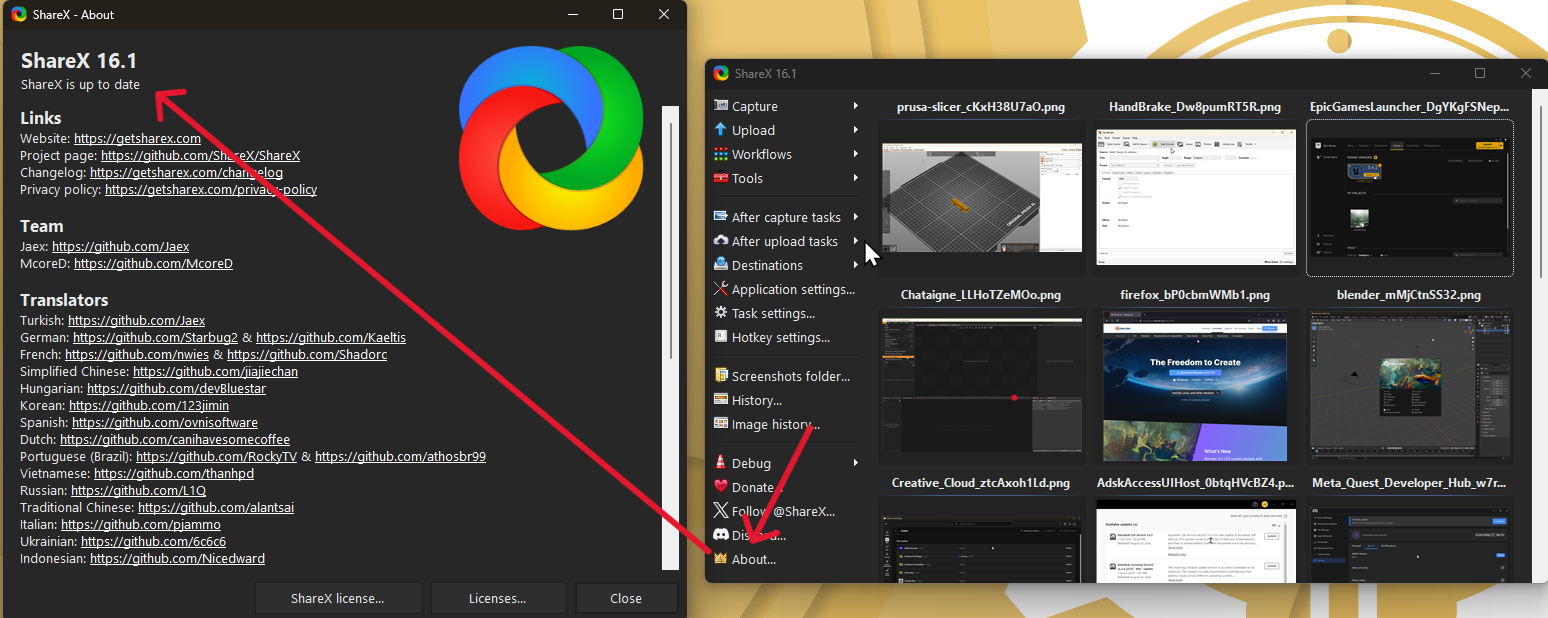 ShareX - About
ShareX 16.1
ShareX is up to date
Links
Website: https://getsharex.com
Project page: https://github.com/ShareX/ShareX
Changelog: https://getsharex.com/changelog
Privacy policy: https://getsharex.com/privacy-policy
Team
Jaex: https://github.com/Jaex
McoreD: https://github.com/McoreD
Translators
Turkish: https://github.com/Jaex
German: https://github.com/Starbug2 & https://github.com/Kaeltis
French: https://github.com/nwies & https://github.com/Shadorc
Simplified Chinese: https://github.com/jiajiechan
Hungarian: https://github.com/devBluestar
Korean: https://github.com/123jimin
Spanish: https://github.com/ovnisoftware
Dutch: https://github.com/canihavesomecoffee
Portuguese (Brazil): https://github.com/RockyTV & https://github.com/athosbr99
Vietnamese: https://github.com/thanhpd
Russian: https://github.com/L1Q
Traditional Chinese: https://github.com/alantsai
Italian: https://github.com/pjammo
Ukrainian: https://github.com/6c6c6
Indonesian: https://github.com/Nicedward
ShareX license... Licenses... Close
ShareX 16.1
Capture
Upload
Workflows
Tools
After capture tasks
After upload tasks
Destinations
Application settings...
Task settings...
Hotkey settings...
Screenshots folder...
History...
Image history...
Debug
Donate
Follow @ShareX...
About...
prusa-slicer_cKxH38U7aO.png HandBrake_Dw8pumRT5R.png EpicGamesLauncher_DgYKgFSNep...
Chataigne_LLHoTZeMOo.png firefox_bP0cbmWMb1.png blender_mMjCtnSS32.png
The Freedom to Create
What's New
Creative_Cloud_ztcAxoh1Ld.png AdskAccessUIHost_0btqHVcBZ4.p... Meta_Quest_Developer_Hub_w7r...